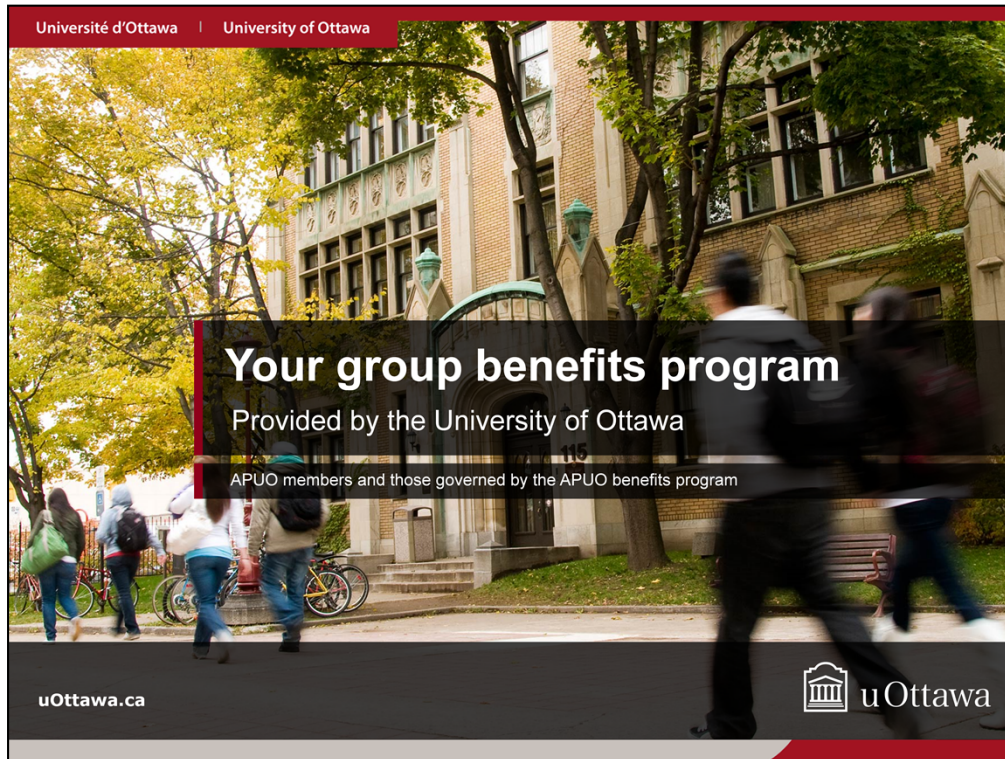 Université d'Ottawa | University of Ottawa
Your group benefits program
Provided by the University of Ottawa
115
APUO members and those governed by the APUO benefits program
uOttawa.ca
uOttawa